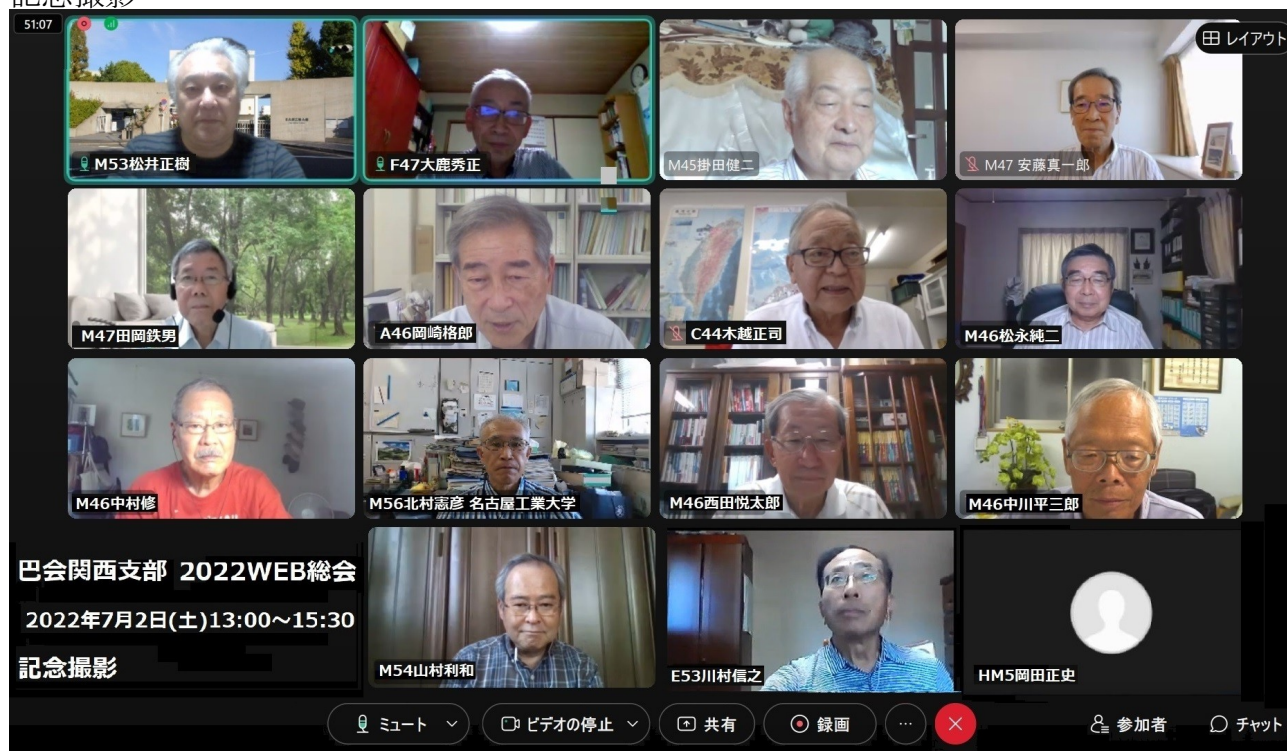 記念撮影
51:07
レイアウト
M53松井正樹
F47大鹿秀正
M45掛田健二
M47 安藤真一郎
M47田岡鉄男
A46岡崎格郎
C44木越正司
M46松永純二
M46中村修
M56北村憲彦 名古屋工業大学
M46西田悦太郎
M46中川平三郎
巴会関西支部 2022WEB総会
2022年7月2日(土)13:00～15:30
記念撮影
M54山村利和
E53川村信之
HM5岡田正史
ミュート
ビデオの停止
共有
録画
参加者
チャット